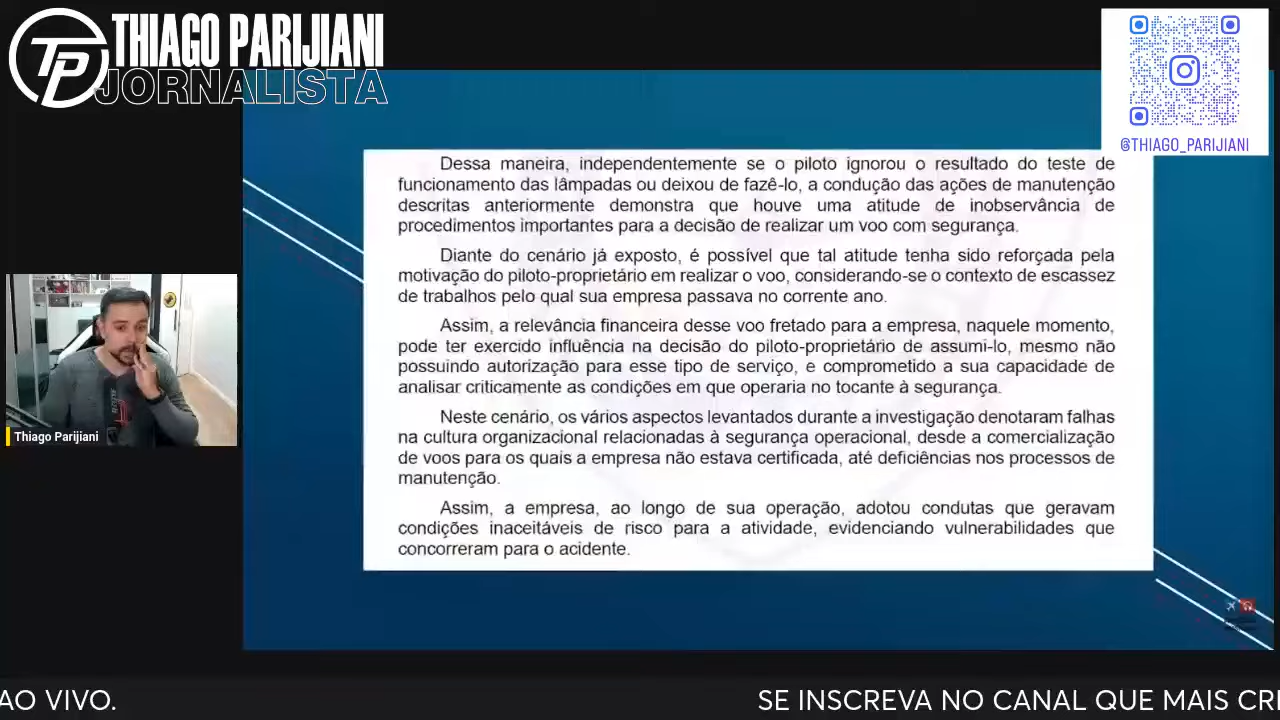 TP
THIAGO PARIJIANI
JORNALISTA
@THIAGO_PARIJIANI
Dessa maneira, independentemente se o piloto ignorou o resultado do teste de
funcionamento das lâmpadas ou deixou de fazê-lo, a condução das ações de manutenção
descritas anteriormente demonstra que houve uma atitude de inobservância de
procedimentos importantes para a decisão de realizar um voo com segurança.
Diante do cenário já exposto, é possível que tal atitude tenha sido reforçada pela
motivação do piloto-proprietário em realizar o voo, considerando-se o contexto de escassez
de trabalhos pelo qual sua empresa passava no corrente ano.
Assim, a relevância financeira desse voo fretado para a empresa, naquele momento,
pode ter exercido influência na decisão do piloto-proprietário de assumi-lo, mesmo não
possuindo autorização para esse tipo de serviço, e comprometido a sua capacidade de
analisar criticamente as condições em que operaria no tocante à segurança.
Neste cenário, os vários aspectos levantados durante a investigação denotaram falhas
na cultura organizacional relacionadas à segurança operacional, desde a comercialização
de voos para os quais a empresa não estava certificada, até deficiências nos processos de
manutenção.
Assim, a empresa, ao longo de sua operação, adotou condutas que geravam
condições inaceitáveis de risco para a atividade, evidenciando vulnerabilidades que
concorreram para o acidente.
Thiago Parijiani
AO VIVO.
SE INSCREVA NO CANAL QUE MAIS CRE